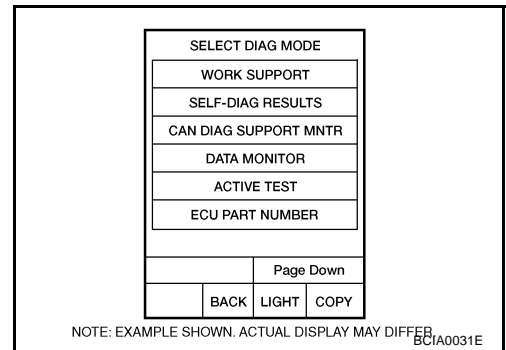 SELECT DIAG MODE
WORK SUPPORT
SELF-DIAG RESULTS
CAN DIAG SUPPORT MNTR
DATA MONITOR
ACTIVE TEST
ECU PART NUMBER
Page Down
BACK LIGHT COPY
NOTE: EXAMPLE SHOWN. ACTUAL DISPLAY MAY DIFFER.
BCIA0031E